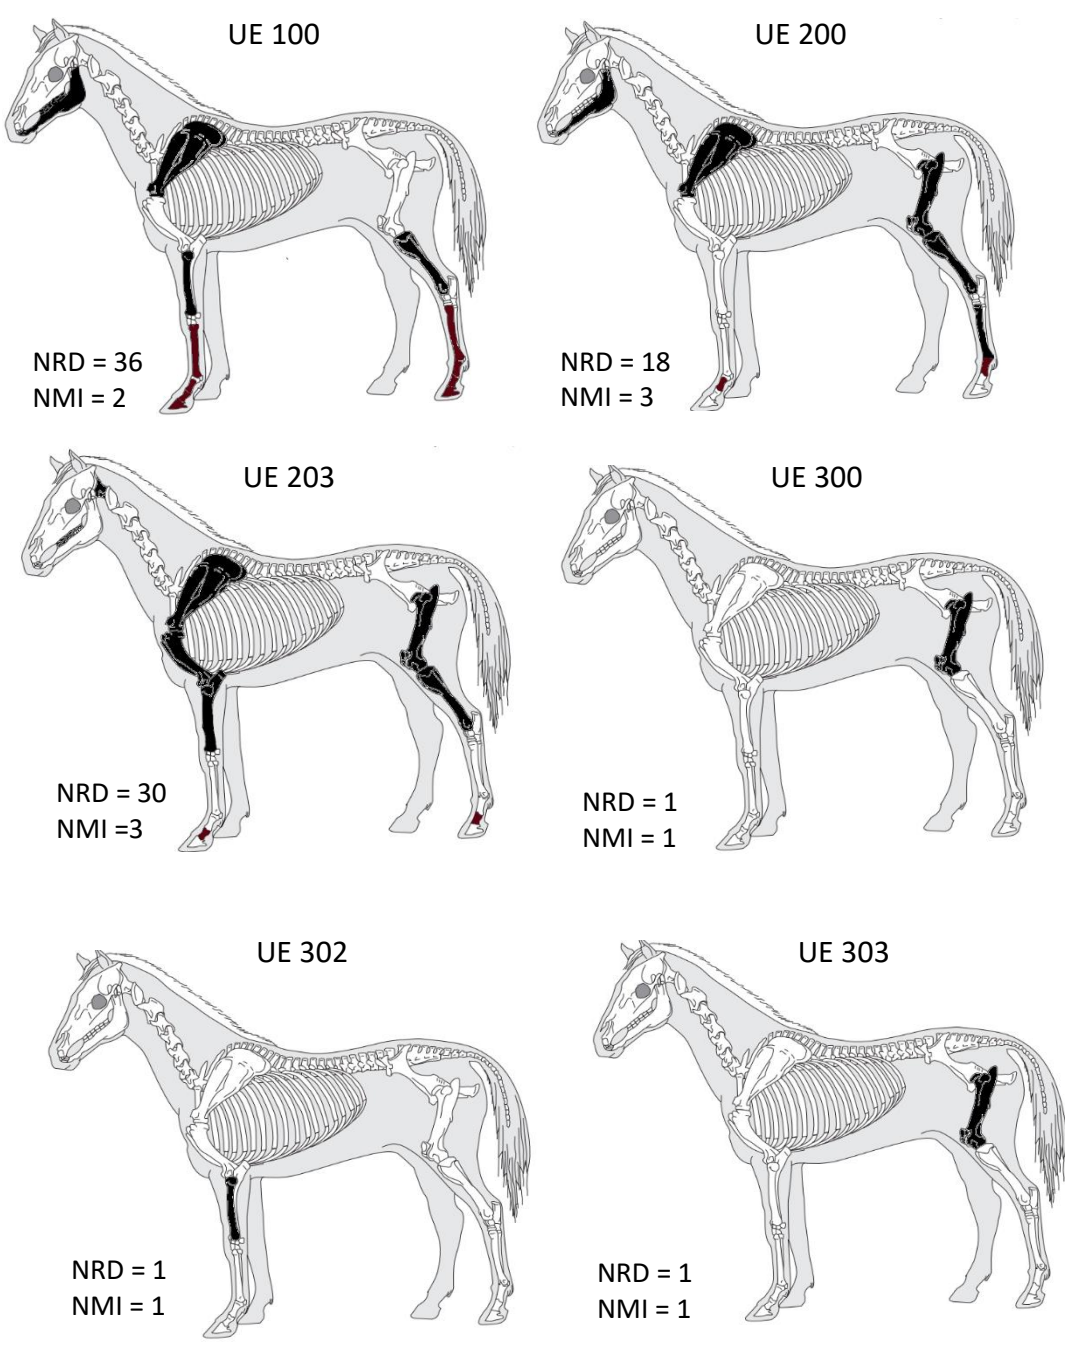 UE 100
NRD = 36
NMI = 2
UE 200
NRD = 18
NMI = 3
UE 203
NRD = 30
NMI =3
UE 300
NRD = 1
NMI = 1
UE 302
NRD = 1
NMI = 1
UE 303
NRD = 1
NMI = 1